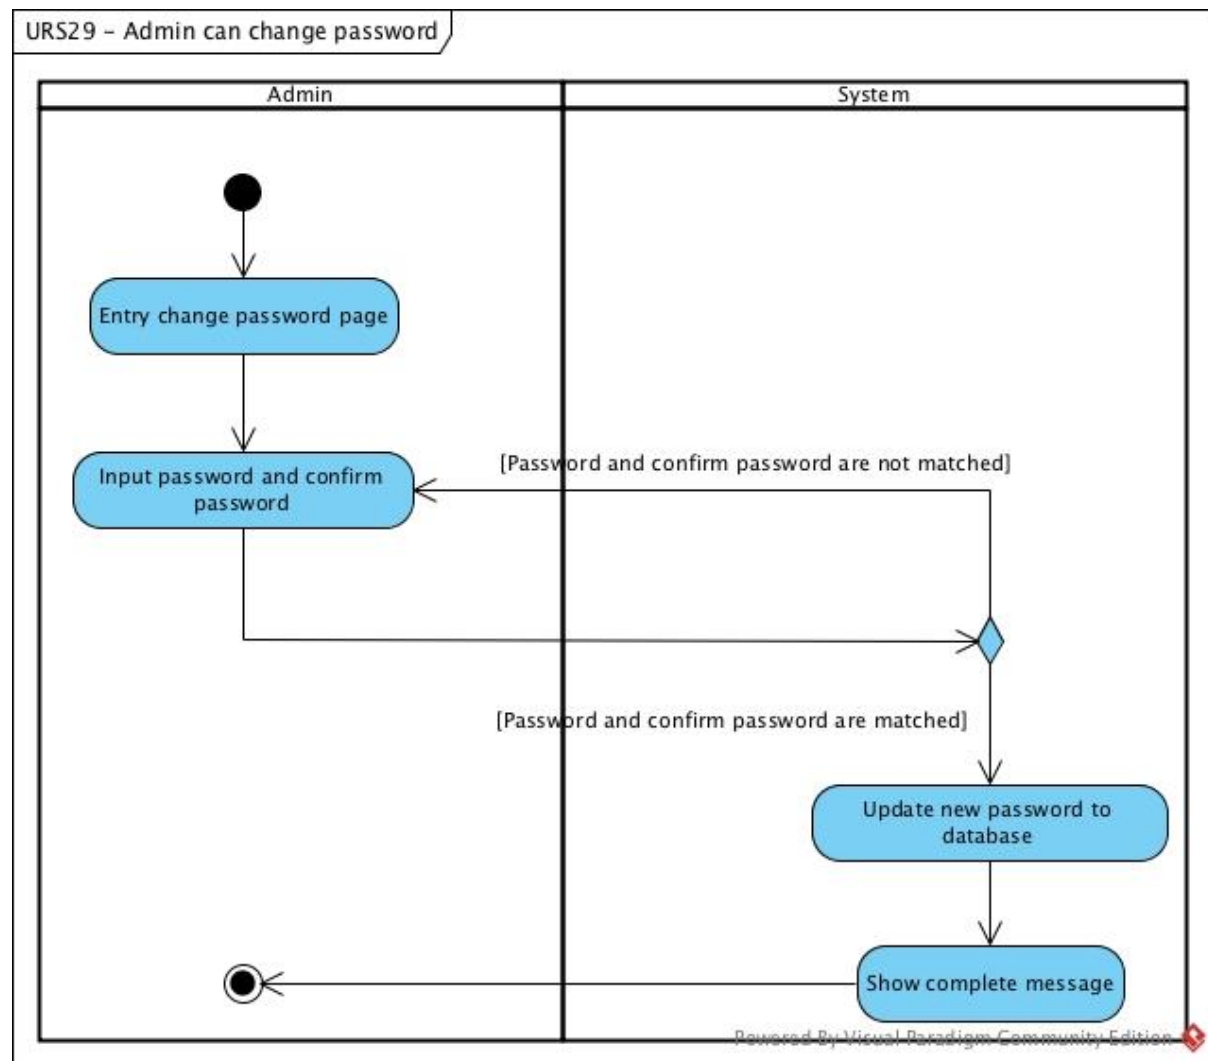 URS29 – Admin can change password
Admin
System
Entry change password page
Input password and confirm
password
[Password and confirm password are not matched]
[Password and confirm password are matched]
Update new password to
database
Show complete message
Powered By Visual Paradigm Community Edition